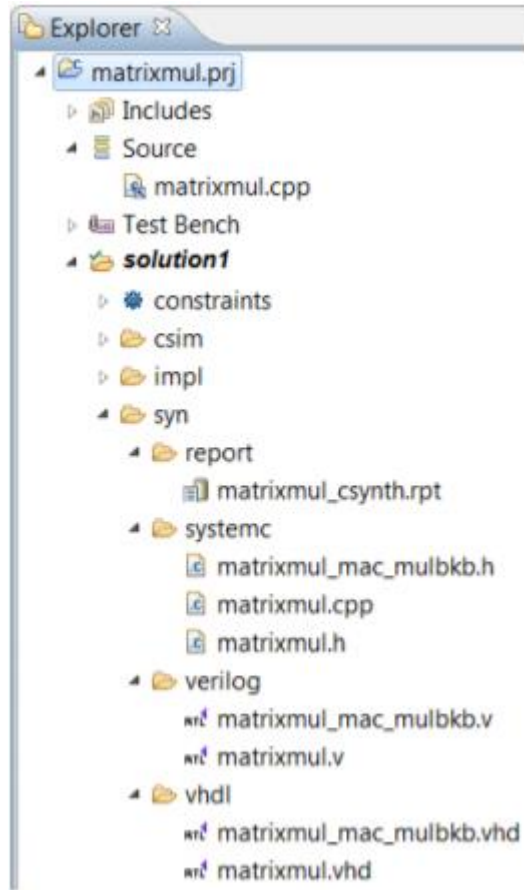 Explorer
matrixmul.prj
Includes
Source
matrixmul.cpp
Test Bench
solution1
constraints
csim
impl
syn
report
matrixmul_csynth.rpt
systemc
matrixmul_mac_mulbkb.h
matrixmul.cpp
matrixmul.h
verilog
matrixmul_mac_mulbkb.v
matrixmul.v
vhdl
matrixmul_mac_mulbkb.vhd
matrixmul.vhd